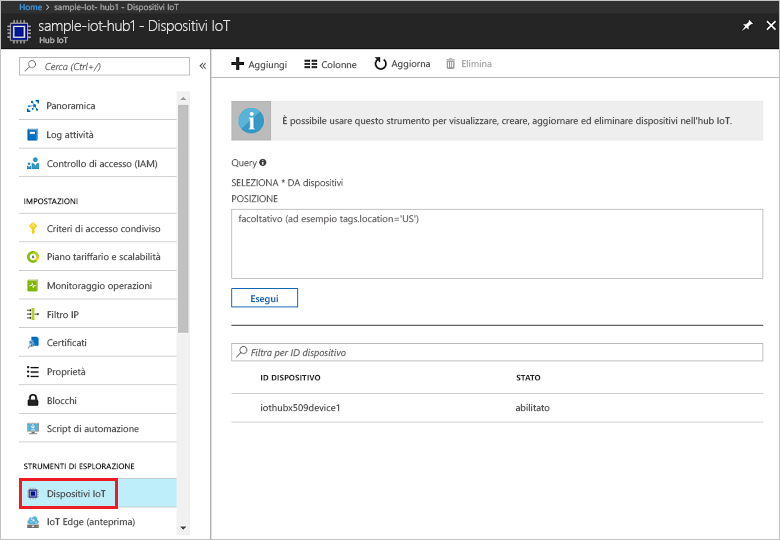 Home > sample-Iot- hub1 - Dispositivi IoT
sample-iot-hub1 - Dispositivi IoT
Hub IoT
Cerca (Ctrl+/)
Panoramica
Log attività
Controllo di accesso (IAM)
IMPOSTAZIONI
Criteri di accesso condiviso
Piano tariffario e scalabilità
Monitoraggio operazioni
Filtro IP
Certificati
Proprietà
Blocchi
Script di automazione
STRUMENTI DI ESPLORAZIONE
Dispositivi IoT
IoT Edge (anteprima)
Aggiungi Colonne Aggiorna Elimina
È possibile usare questo strumento per visualizzare, creare, aggiornare ed eliminare dispositivi nell'hub IoT.
Query
SELEZIONA * DA dispositivi
POSIZIONE
facoltativo (ad esempio tags.location='US')
Esegui
Filtra per ID dispositivo
ID DISPOSITIVO STATO
iothubx509device1 abilitato